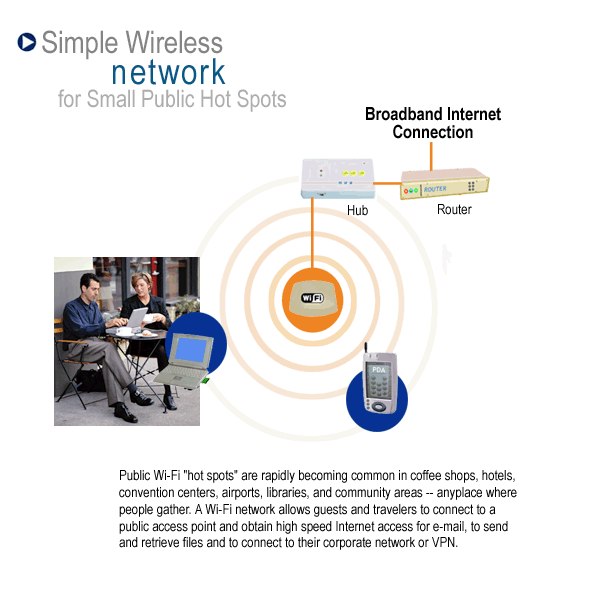 Simple Wireless
network
for Small Public Hot Spots
Broadband Internet
Connection
ROUTER
Hub
Router
Wi Fi
PDA
Public Wi-Fi "hot spots" are rapidly becoming common in coffee shops, hotels,
convention centers, airports, libraries, and community areas -- anyplace where
people gather. A Wi-Fi network allows guests and travelers to connect to a
public access point and obtain high speed Internet access for e-mail, to send
and retrieve files and to connect to their corporate network or VPN.